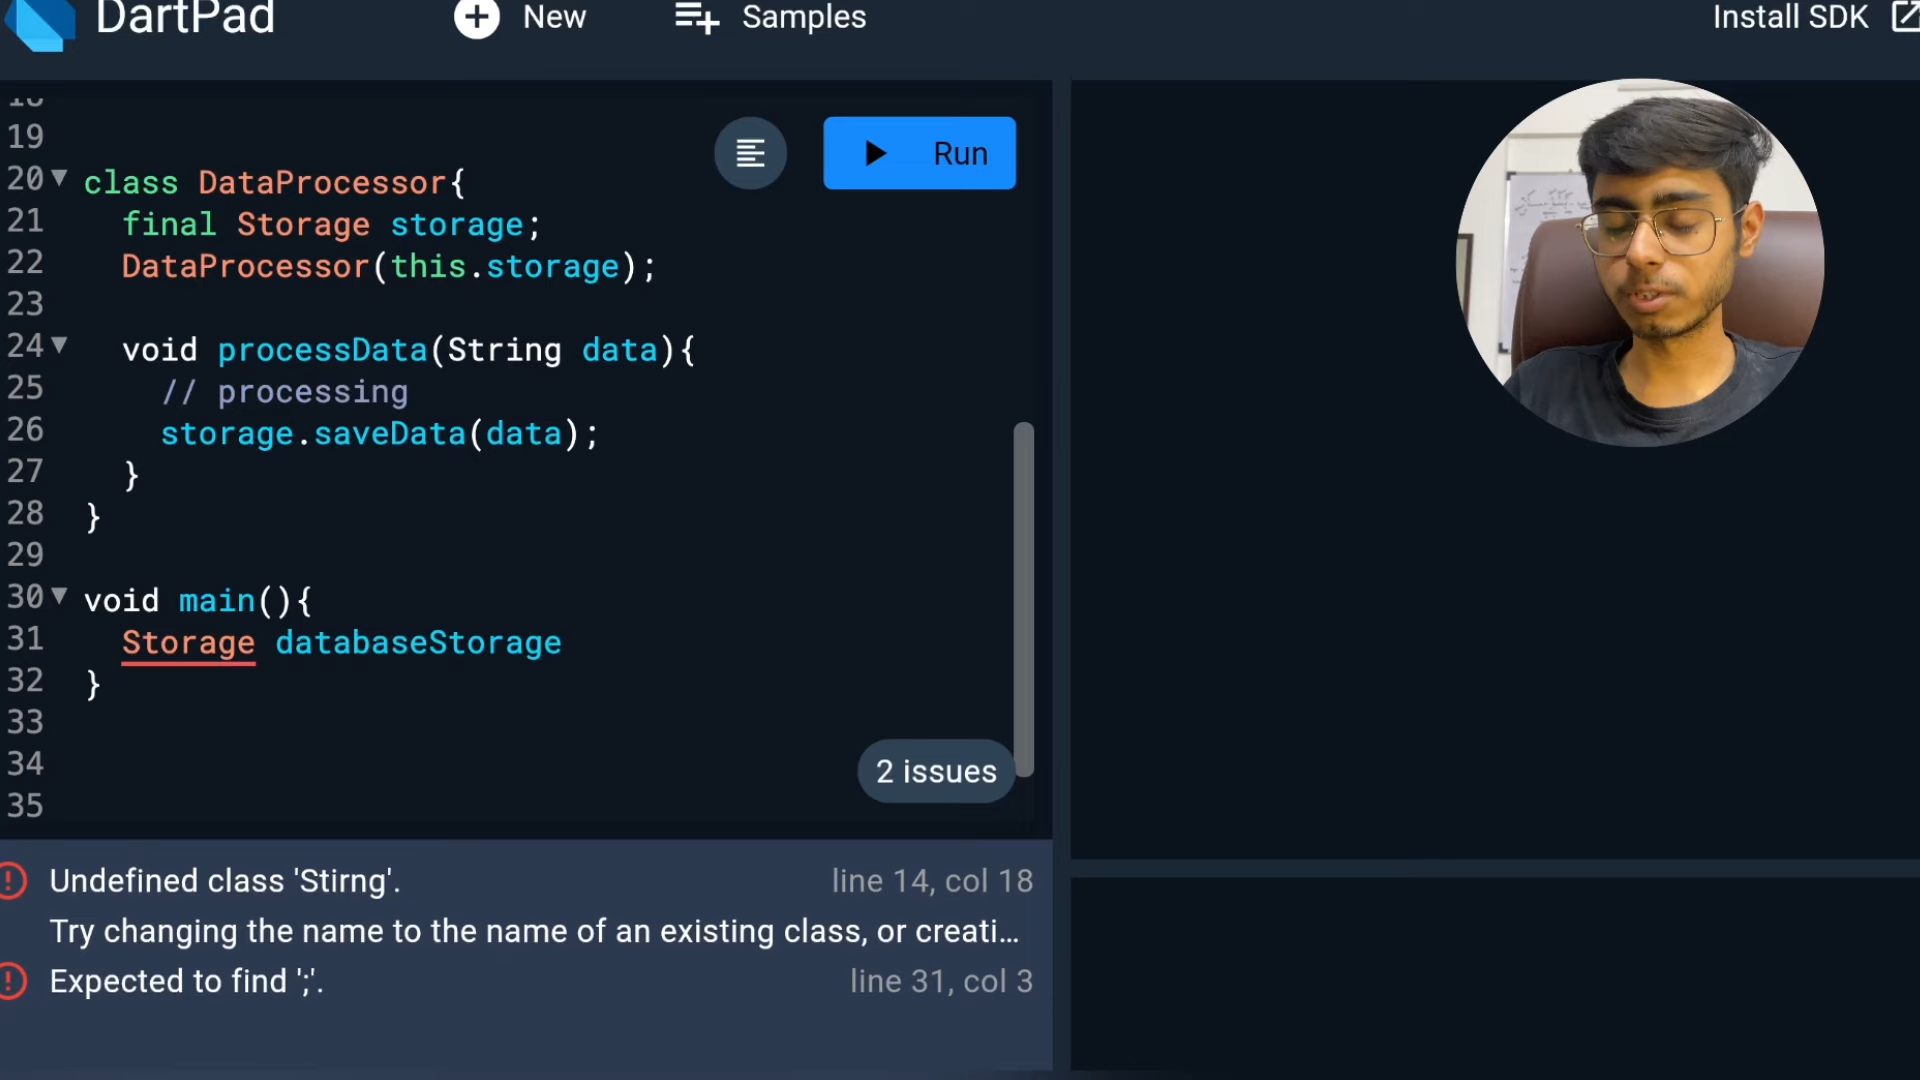 DartPad
New
Samples
Install SDK
19
Run
20 class DataProcessor{
21 final Storage storage;
22 DataProcessor(this.storage);
23
24 void processData(String data){
25 // processing
26 storage.saveData(data);
27 }
28 }
29
30 void main(){
31 Storage databaseStorage
32 }
33
34
35
2 issues
Undefined class 'Stirng'. line 14, col 18
Try changing the name to the name of an existing class, or creati...
Expected to find ';'. line 31, col 3